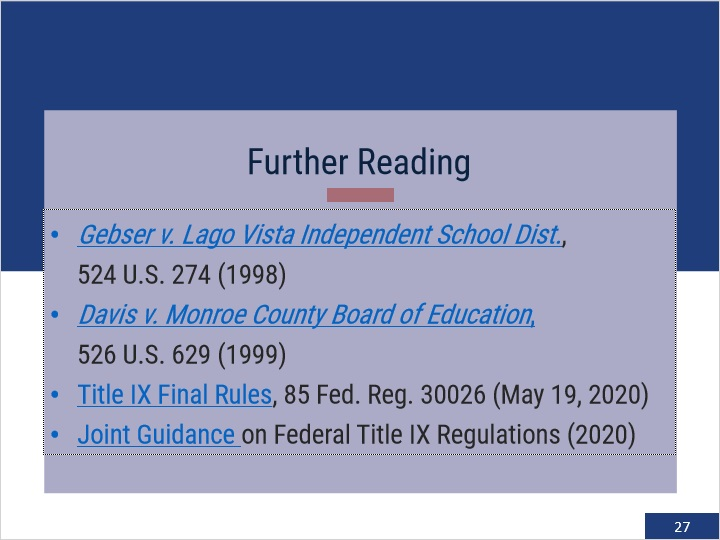 Further Reading
• Gebser v. Lago Vista Independent School Dist.,
524 U.S. 274 (1998)
• Davis v. Monroe County Board of Education,
526 U.S. 629 (1999)
• Title IX Final Rules, 85 Fed. Reg. 30026 (May 19, 2020)
• Joint Guidance on Federal Title IX Regulations (2020)
27